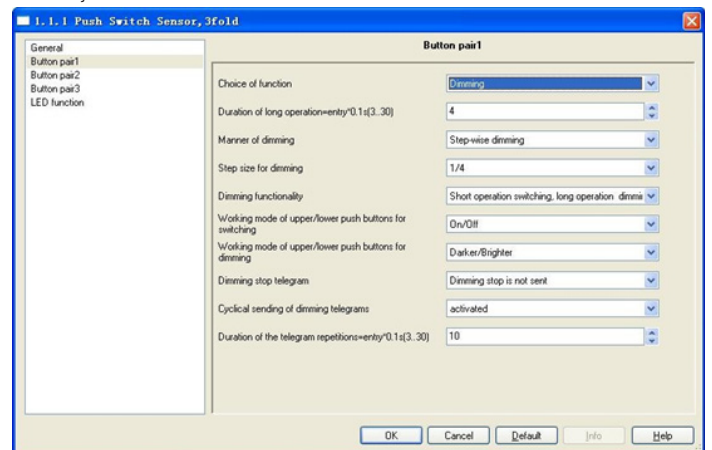 1.1.1 Push Switch Sensor,3fold
General
Button pair1
Button pair2
Button pair3
LED function
Button pair1
Choice of function
Dimming
Duration of long operation=entry*0.1s(3..30)
4
Manner of dimming
Step-wise dimming
Step size for dimming
1/4
Dimming functionality
Short operation switching, long operation dimmi
Working mode of upper/lower push buttons for
switching
On/Off
Working mode of upper/lower push buttons for
dimming
Darker/Brighter
Dimming stop telegram
Dimming stop is not sent
Cyclical sending of dimming telegrams
activated
Duration of the telegram repetitions=entry*0.1s(3..30)
10
OK
Cancel
Default
Info
Help